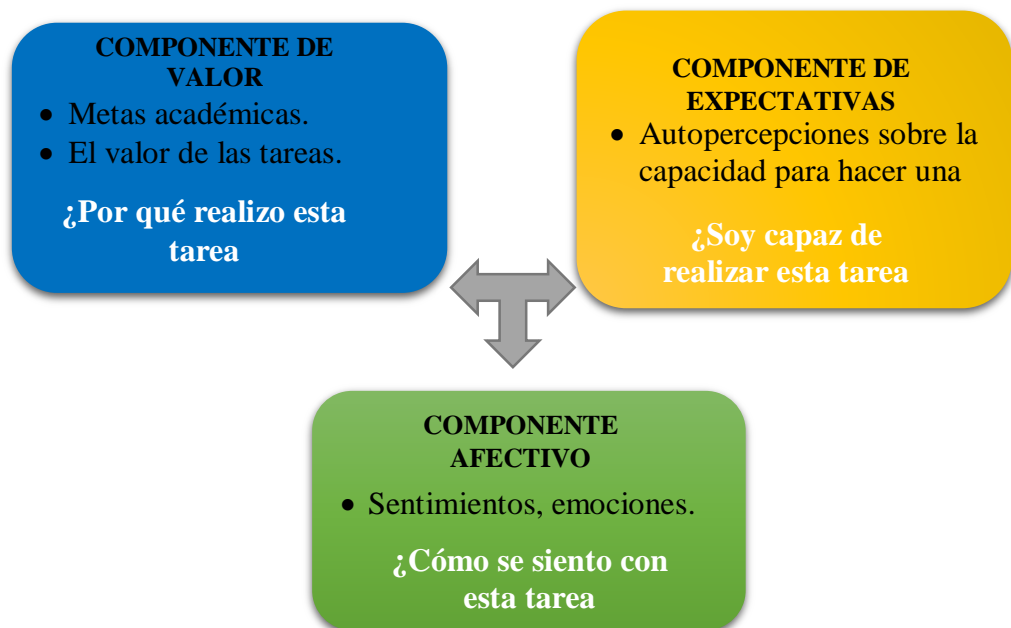 COMPONENTE DE
VALOR
• Metas académicas.
• El valor de las tareas.
¿Por qué realizo esta
tarea
COMPONENTE DE
EXPECTATIVAS
• Autopercepciones sobre la
capacidad para hacer una
¿Soy capaz de
realizar esta tarea
COMPONENTE
AFECTIVO
• Sentimientos, emociones.
¿Cómo se siento con
esta tarea